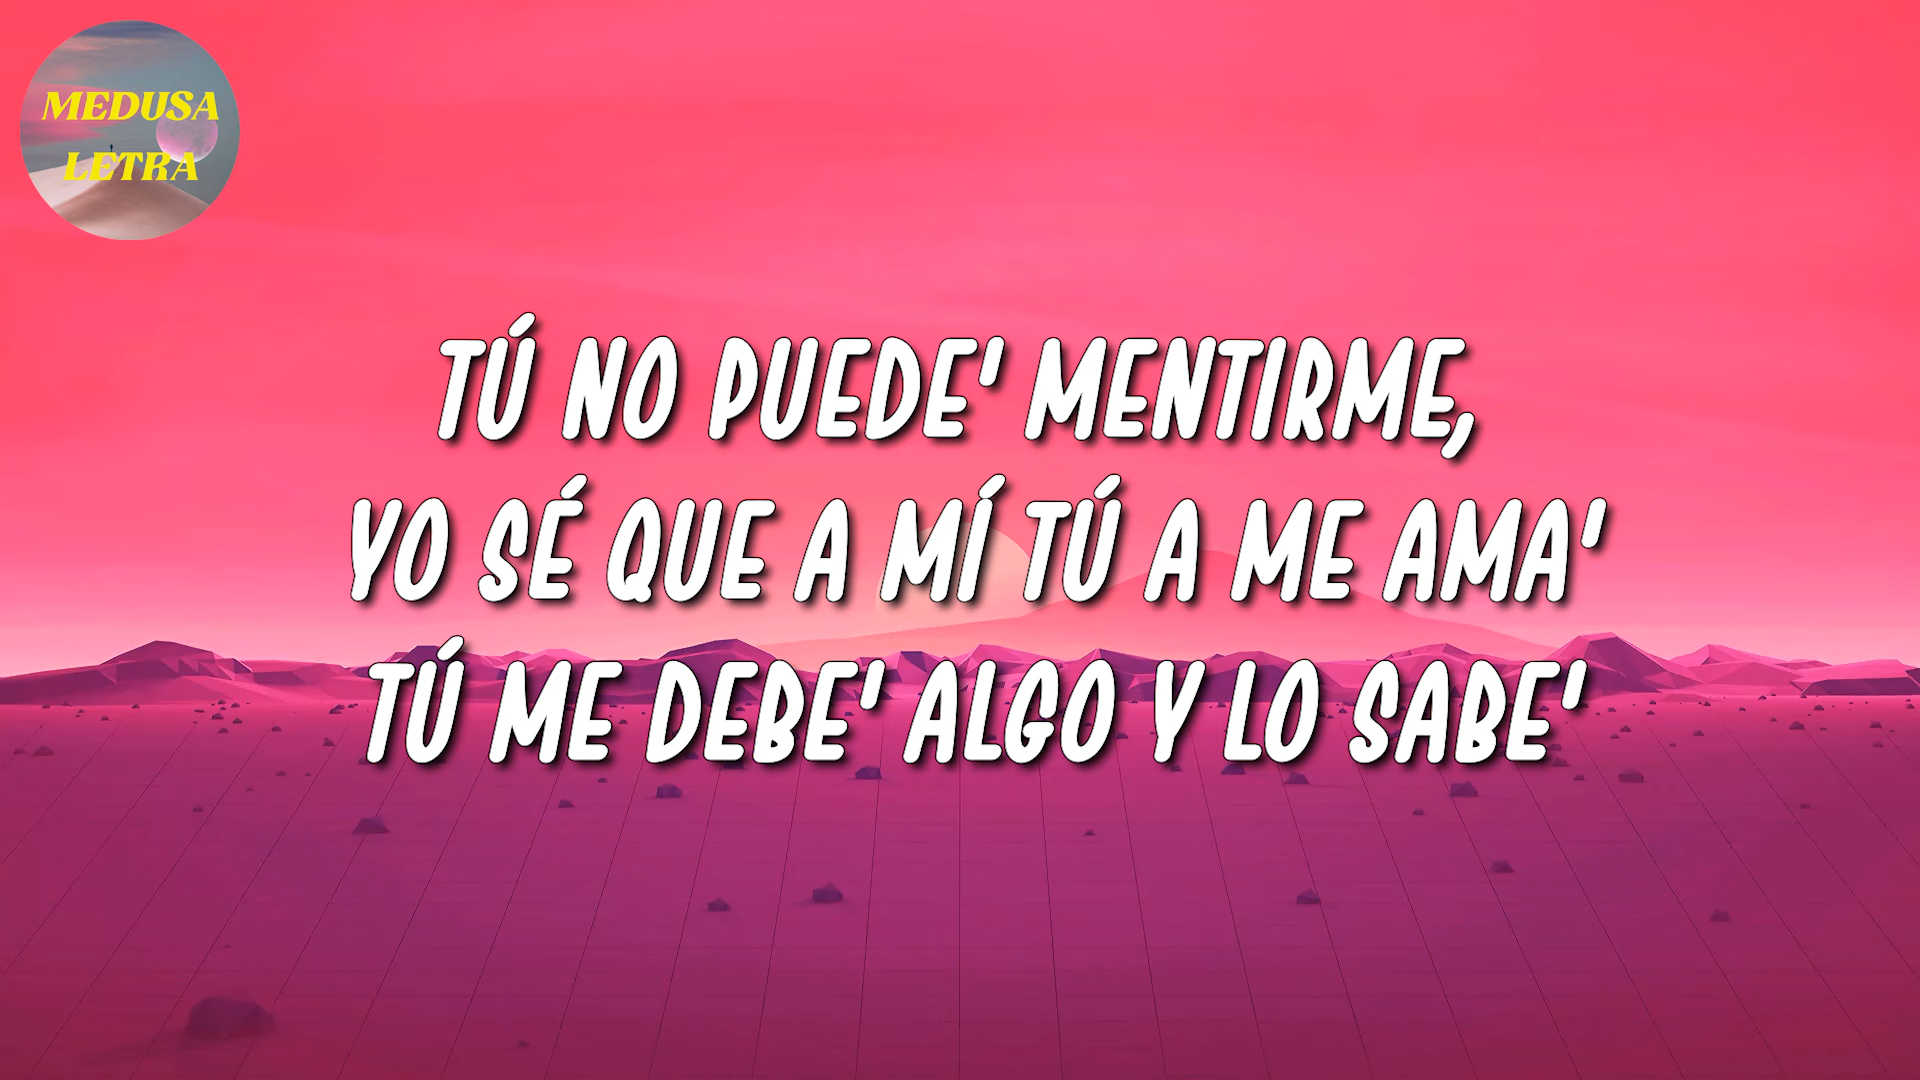 MEDUSA
LETRA
TÚ NO PUEDE' MENTIRME,
YO SÉ QUE A MÍ TÚ A ME AMA'
TÚ ME DEBE' ALGO Y LO SABE'